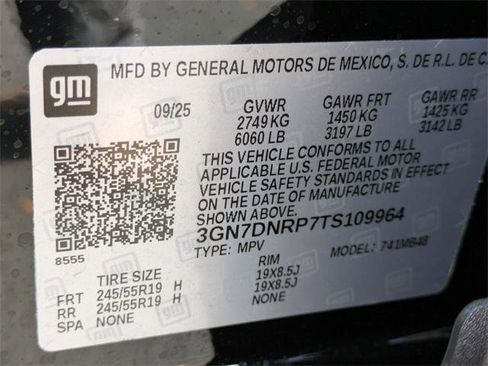 gm
MFD BY GENERAL MOTORS DE MEXICO, S. DE R.L. DE C.
09/25 GVWR GAWR FRT GAWR RR
2749 KG 1450 KG 1425 KG
6060 LB 3197 LB 3142 LB
THIS VEHICLE CONFORMS TO ALL
APPLICABLE U.S. FEDERAL MOTOR
VEHICLE SAFETY STANDARDS IN EFFECT
ON THE DATE OF MANUFACTURE SHOWN ABOVE.
3GN7DNRP7TS109964
8555
TYPE: MPV MODEL: 741MB48
TIRE SIZE RIM
FRT 245/55R19 H 19X8.5J
RR 245/55R19 H 19X8.5J
SPA NONE NONE